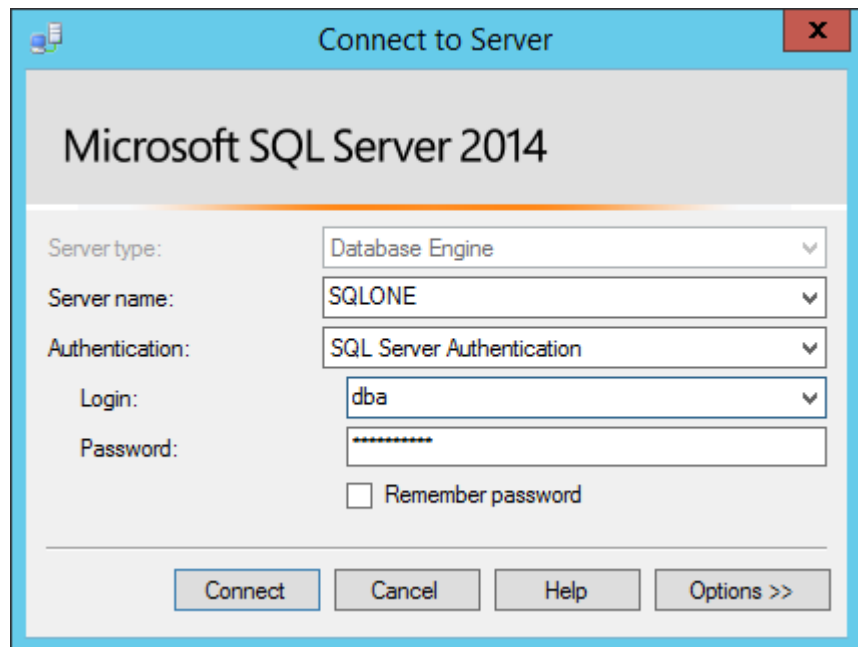 Connect to Server
x
Microsoft SQL Server 2014
Server type: Database Engine
Server name: SQLONE
Authentication: SQL Server Authentication
Login: dba
Password: **********
Remember password
Connect Cancel Help Options >>